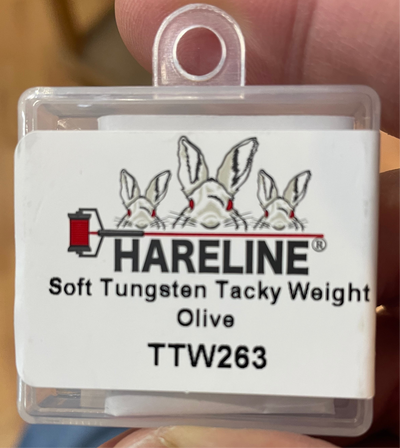 HARELINE®
Soft Tungsten Tacky Weight
Olive
TTW263